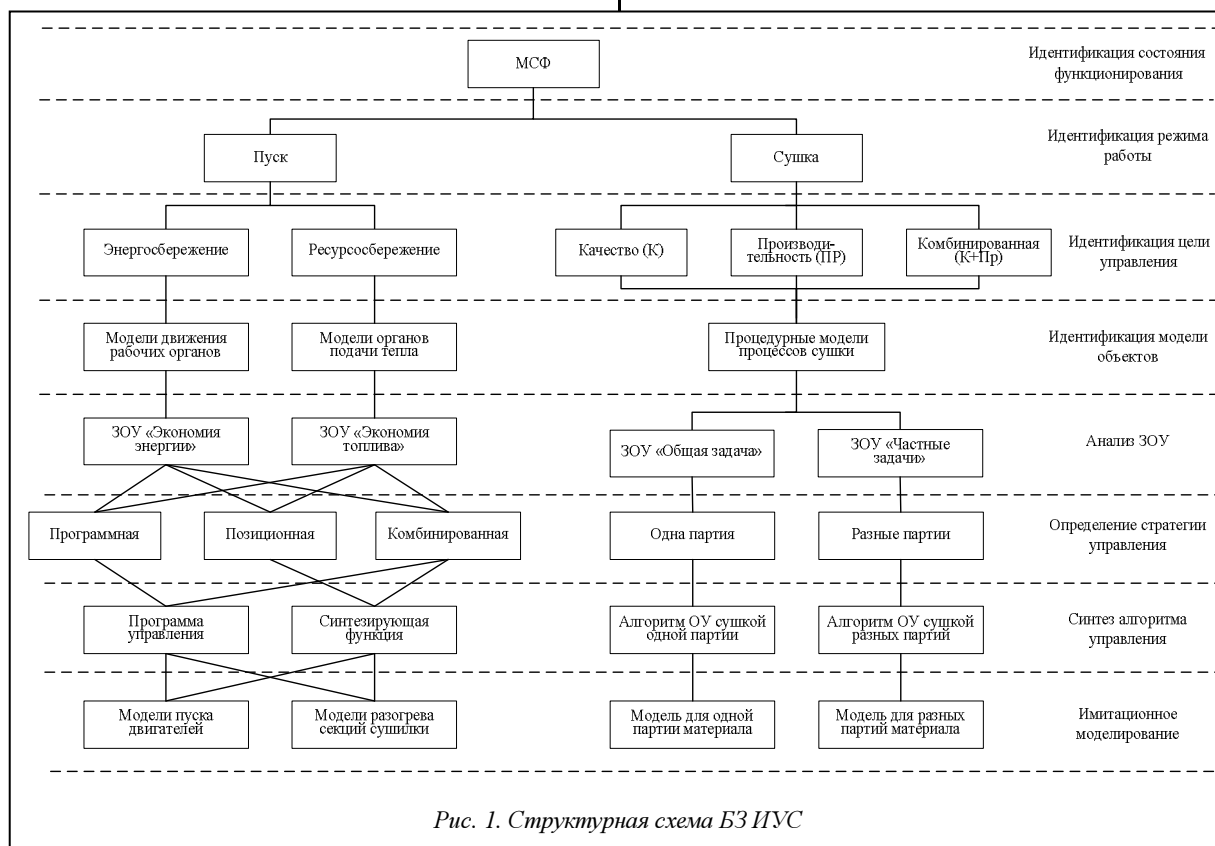 МСФ
Идентификация состояния
функционирования
Пуск
Сушка
Идентификация режима
работы
Энергосбережение
Ресурсосбережение
Качество (К)
Производи-
тельность (ПР)
Комбинированная
(К+Пр)
Идентификация цели
управления
Модели движения
рабочих органов
Модели органов
подачи тепла
Процедурные модели
процессов сушки
Идентификация модели
объектов
ЗОУ «Экономия
энергии»
ЗОУ «Экономия
топлива»
ЗОУ «Общая задача»
ЗОУ «Частные
задачи»
Анализ ЗОУ
Программная
Позиционная
Комбинированная
Одна партия
Разные партии
Определение стратегии
управления
Программа
управления
Синтезирующая
функция
Алгоритм ОУ сушкой
одной партии
Алгоритм ОУ сушкой
разных партий
Синтез алгоритма
управления
Модели пуска
двигателей
Модели разогрева
секций сушилки
Модель для одной
партии материала
Модель для разных
партий материала
Имитационное
моделирование
Рис. 1. Структурная схема БЗ ИУС